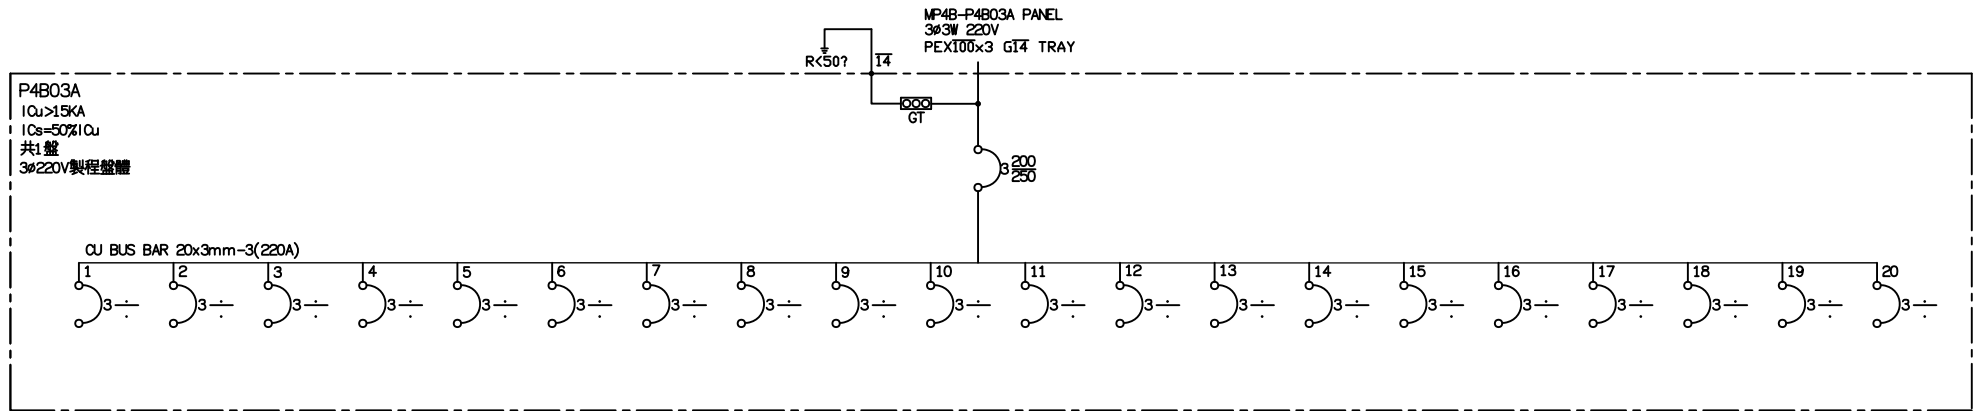 MP4B-P4B03A PANEL
3ø3W 220V
PEX100x3 G14 TRAY
R<50?
14
P4B03A
ICu>15KA
ICs=50%ICu
共1盤
3ø220V製程盤體
GT
3 200
250
CU BUS BAR 20x3mm-3(220A)
1 2 3 4 5 6 7 8 9 10 11 12 13 14 15 16 17 18 19 20
3 3 3 3 3 3 3 3 3 3 3 3 3 3 3 3 3 3 3 3